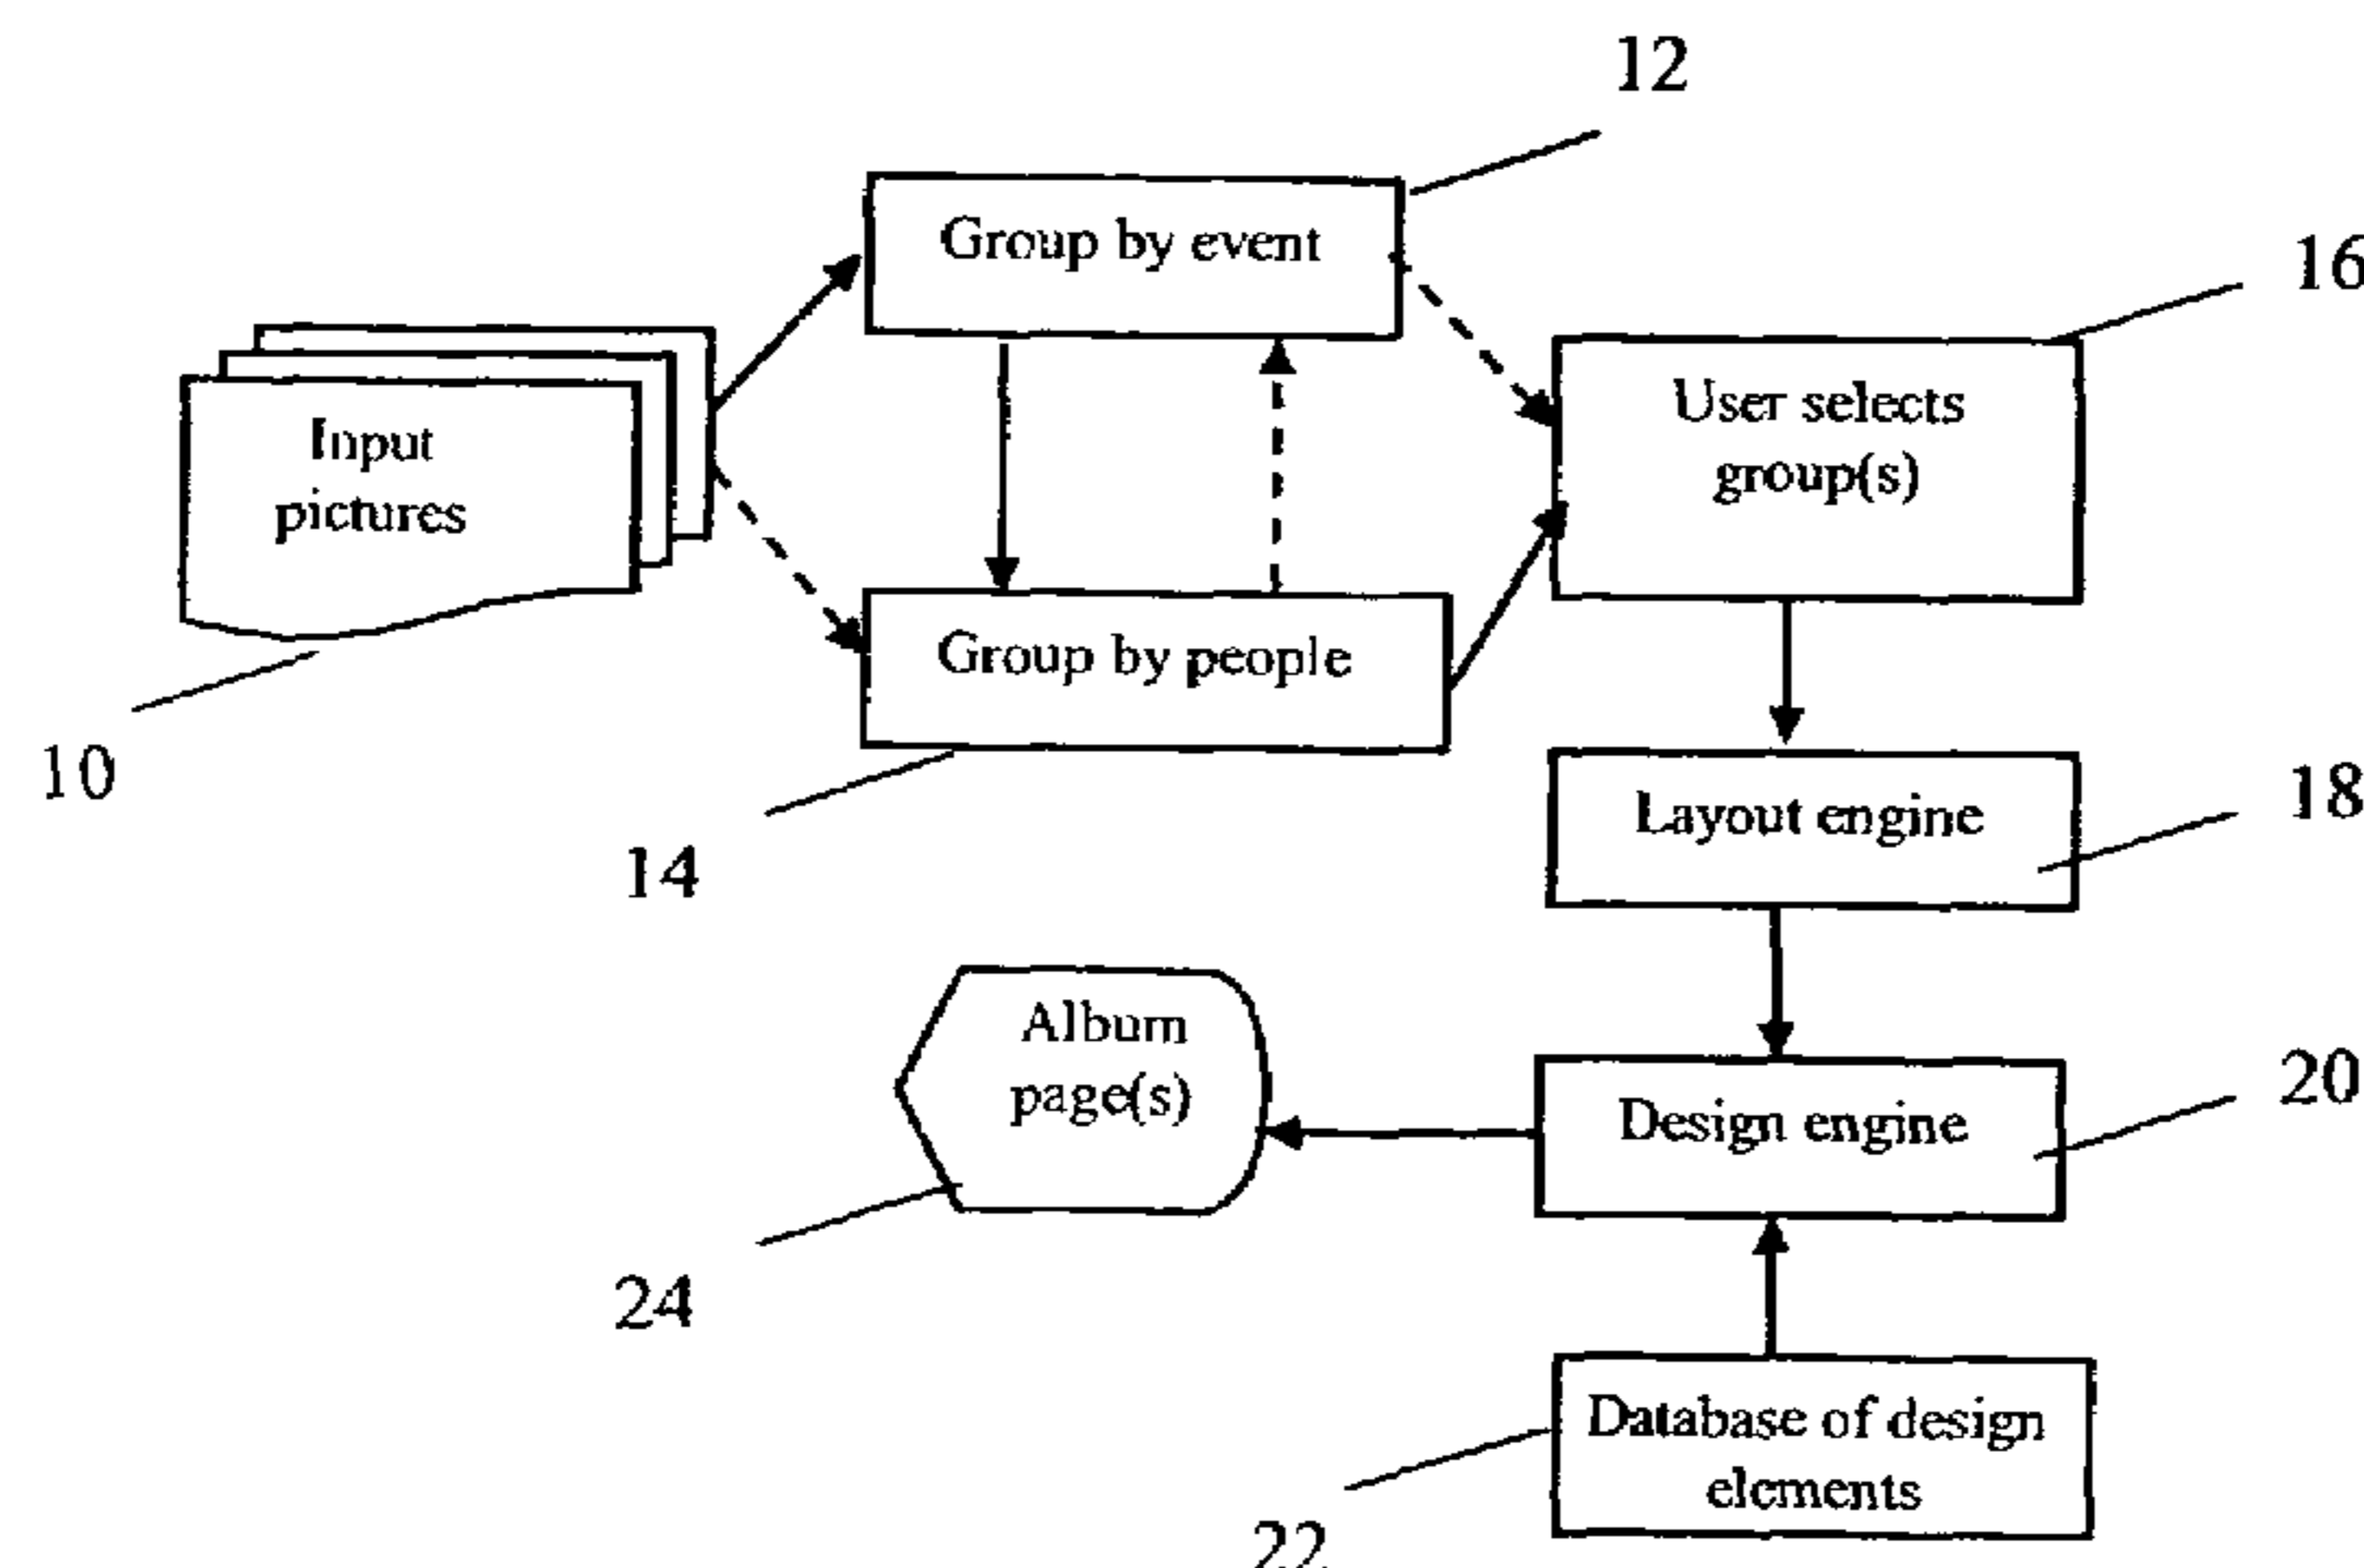 12
Group by event
16
Input
pictures
User selects
group(s)
Group by people
10
14
Layout engine
18
Album
page(s)
Design engine
20
24
Database of design
elements
22